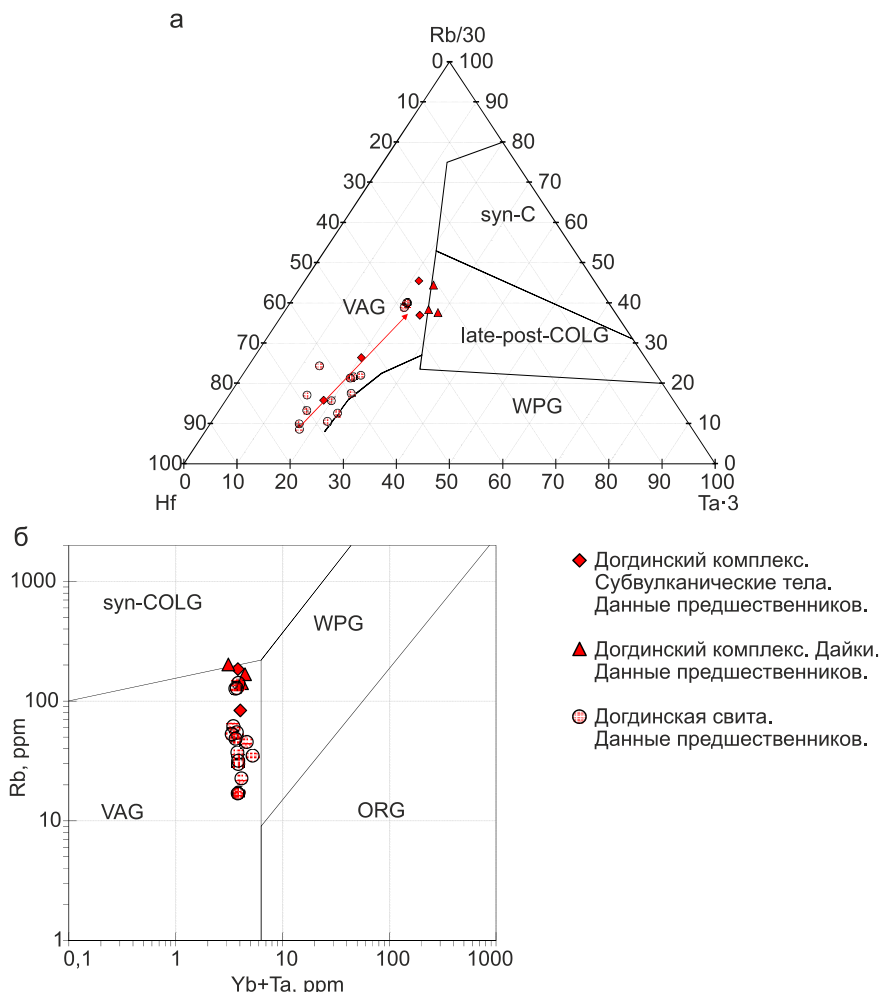 а
Rb/30
0 100
10 90
20 80
30 70
syn-C
40 60
50 50
60 VAG 40
late-post-COLG
70 30
80 20
WPG
90 10
100 0
0 10 20 30 40 50 60 70 80 90 100
Hf Ta·3
б
1000
syn-COLG
WPG
100
Rb, ppm
VAG
ORG
10
1
0,1 1 10 100 1000
Yb+Ta, ppm
Догдинский комплекс.
Субвулканические тела.
Данные предшественников.
Догдинский комплекс. Дайки.
Данные предшественников.
Догдинская свита.
Данные предшественников.